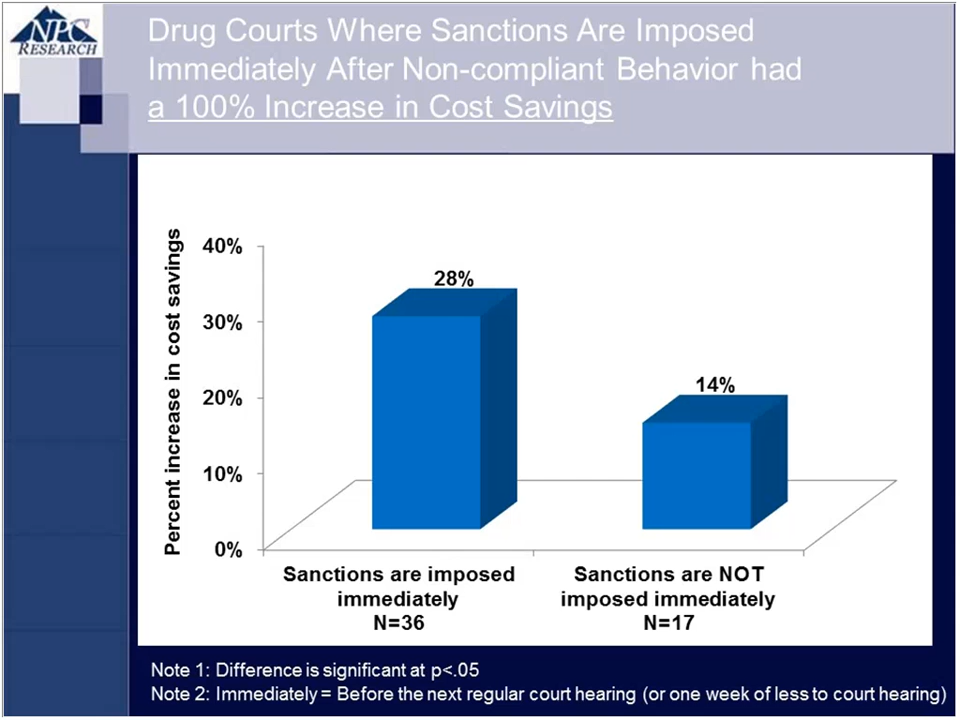 NPC
RESEARCH
Drug Courts Where Sanctions Are Imposed
Immediately After Non-compliant Behavior had
a 100% Increase in Cost Savings
Percent increase in cost savings
40%
30%
20%
10%
0%
28%
14%
Sanctions are imposed
immediately
N=36
Sanctions are NOT
imposed immediately
N=17
Note 1: Difference is significant at p<.05
Note 2: Immediately = Before the next regular court hearing (or one week of less to court hearing)